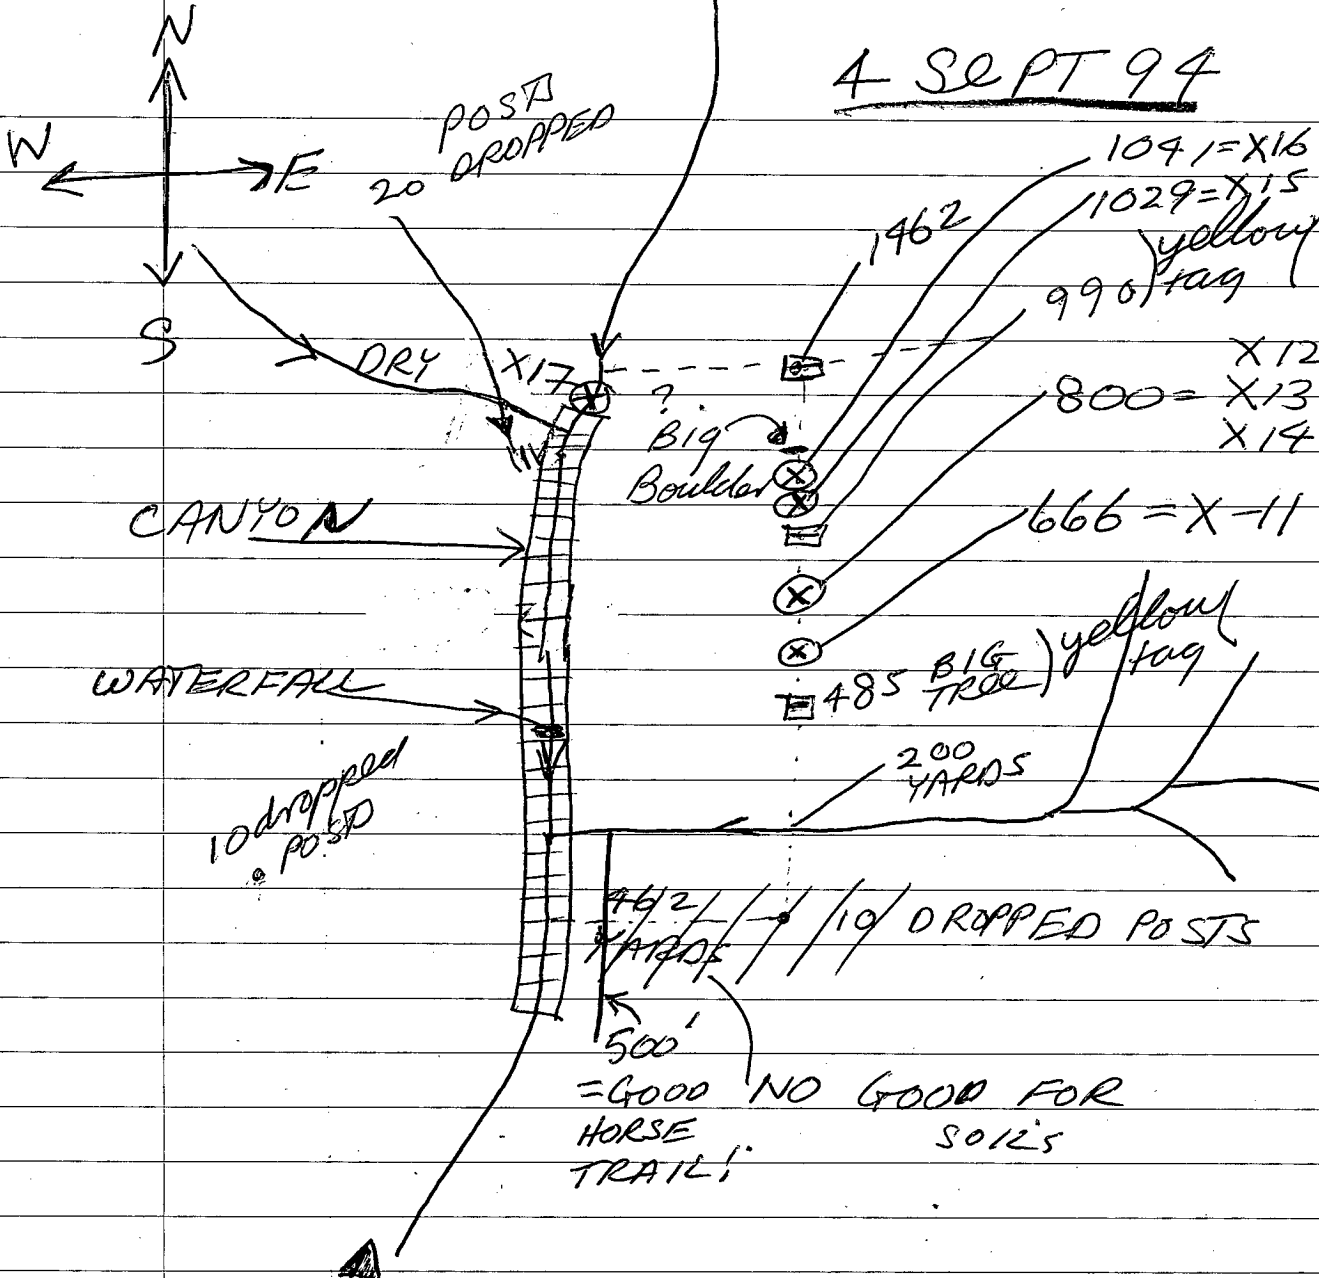 N
4 SEPT 94
POSTS
DROPPED
20
W
E
1041=X16
1029=X15
1462
yellow
tag
990)
S
DRY
X17
?
X12
800= X13
X14
Big
Boulder
CANYON
666 = X-11
yellow
tag
WATERFALL
485 BIG
TREE)
200
YARDS
10 dropped
POSTS
462
YARDS
10 DROPPED POSTS
500'
=GOOD
HORSE
TRAIL!
NO GOOD FOR
SOILS